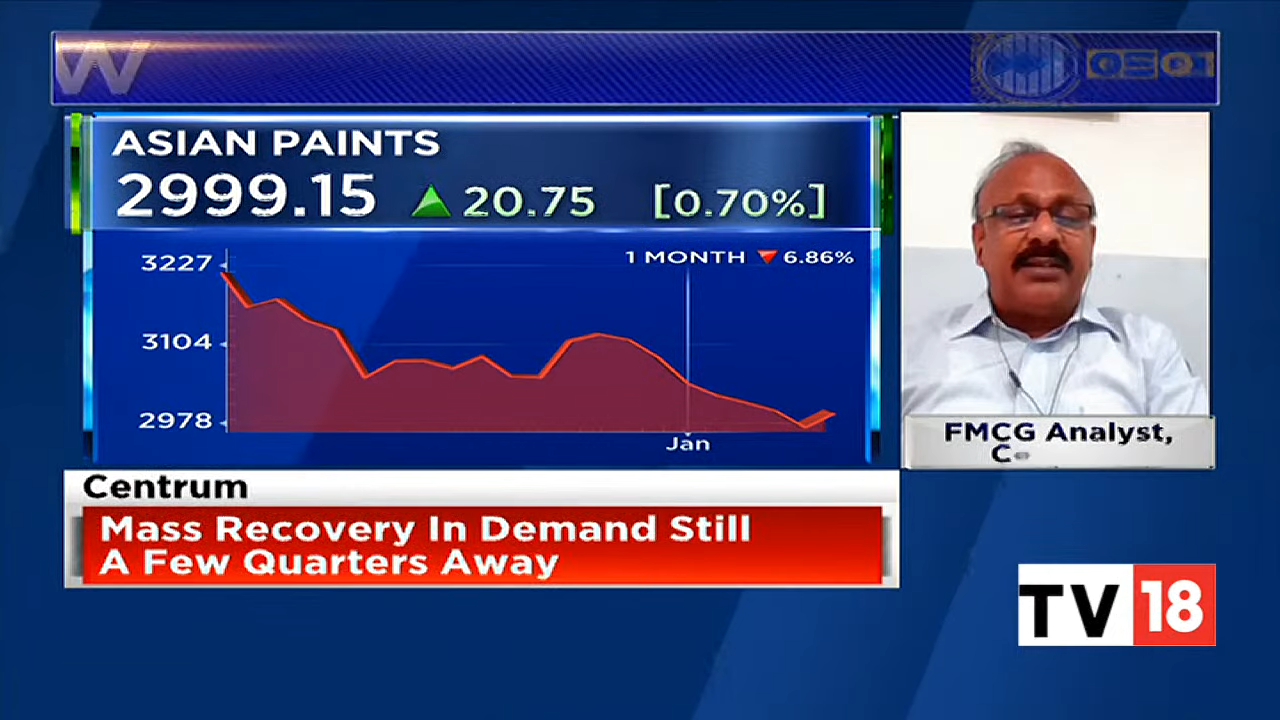 W
ASIAN PAINTS
2999.15 ▲ 20.75 [0.70%]
1 MONTH ▼ 6.86%
3227
3104
2978
Jan
FMCG Analyst,
Centrum
Mass Recovery In Demand Still
A Few Quarters Away
TV18